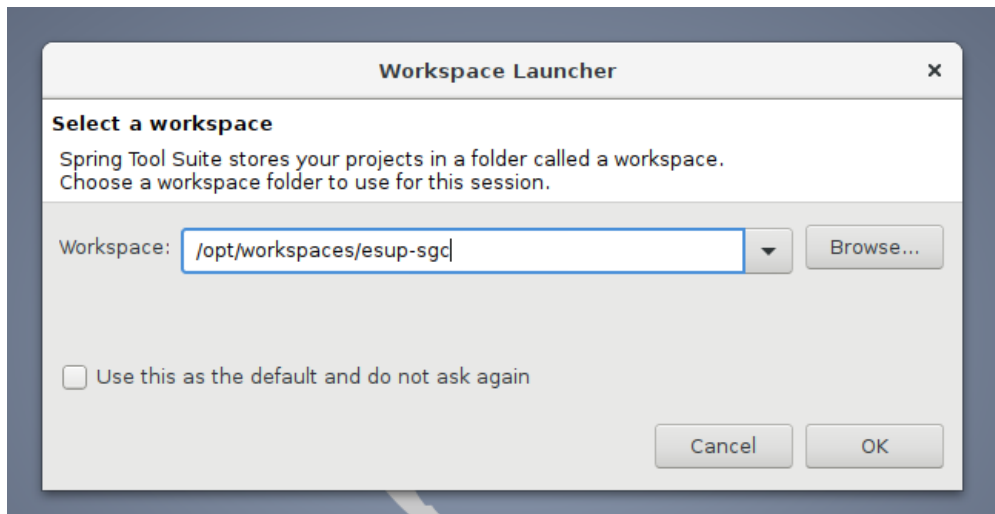 Workspace Launcher ×
Select a workspace
Spring Tool Suite stores your projects in a folder called a workspace.
Choose a workspace folder to use for this session.
Workspace: /opt/workspaces/esup-sgc Browse...
Use this as the default and do not ask again
Cancel OK